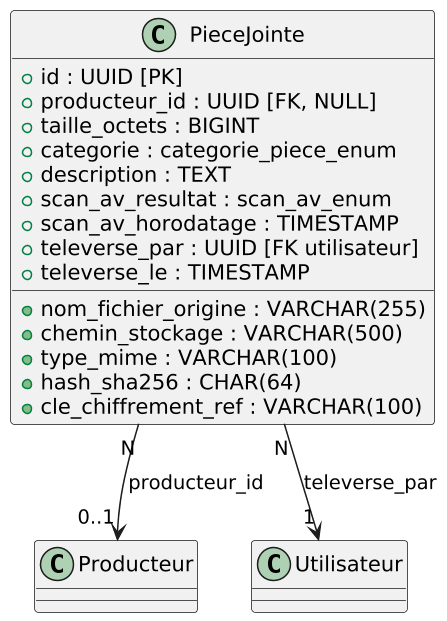 C PieceJointe
id : UUID [PK]
producteur_id : UUID [FK, NULL]
taille_octets : BIGINT
categorie : categorie_piece_enum
description : TEXT
scan_av_resultat : scan_av_enum
scan_av_horodatage : TIMESTAMP
televerse_par : UUID [FK utilisateur]
televerse_le : TIMESTAMP
nom_fichier_origine : VARCHAR(255)
chemin_stockage : VARCHAR(500)
type_mime : VARCHAR(100)
hash_sha256 : CHAR(64)
cle_chiffrement_ref : VARCHAR(100)
N
N
producteur_id
televerse_par
0..1
1
C Producteur
C Utilisateur